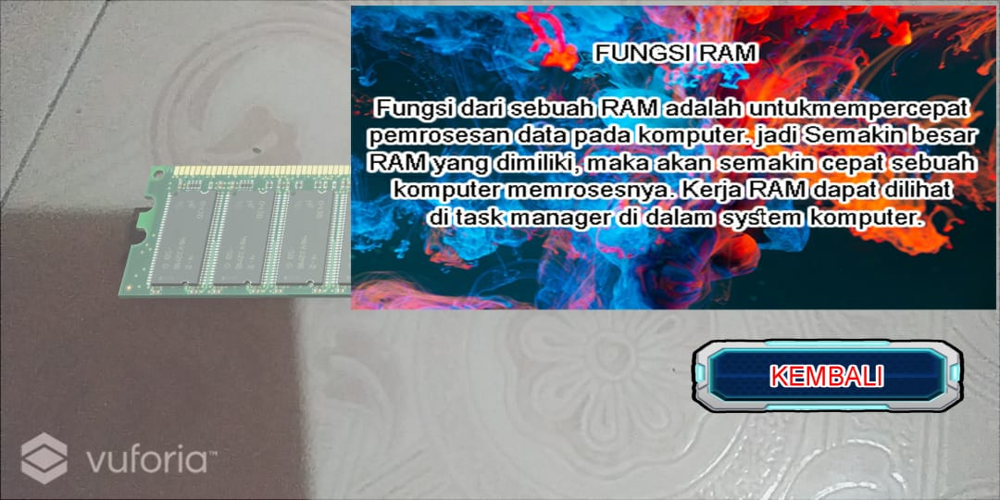 FUNGSI RAM
Fungsi dari sebuah RAM adalah untukmempercepat
pemrosesan data pada komputer. jadi Semakin besar
RAM yang dimiliki, maka akan semakin cepat sebuah
komputer memrosesnya. Kerja RAM dapat dilihat
di task manager di dalam system komputer.
KEMBALI
vuforia™